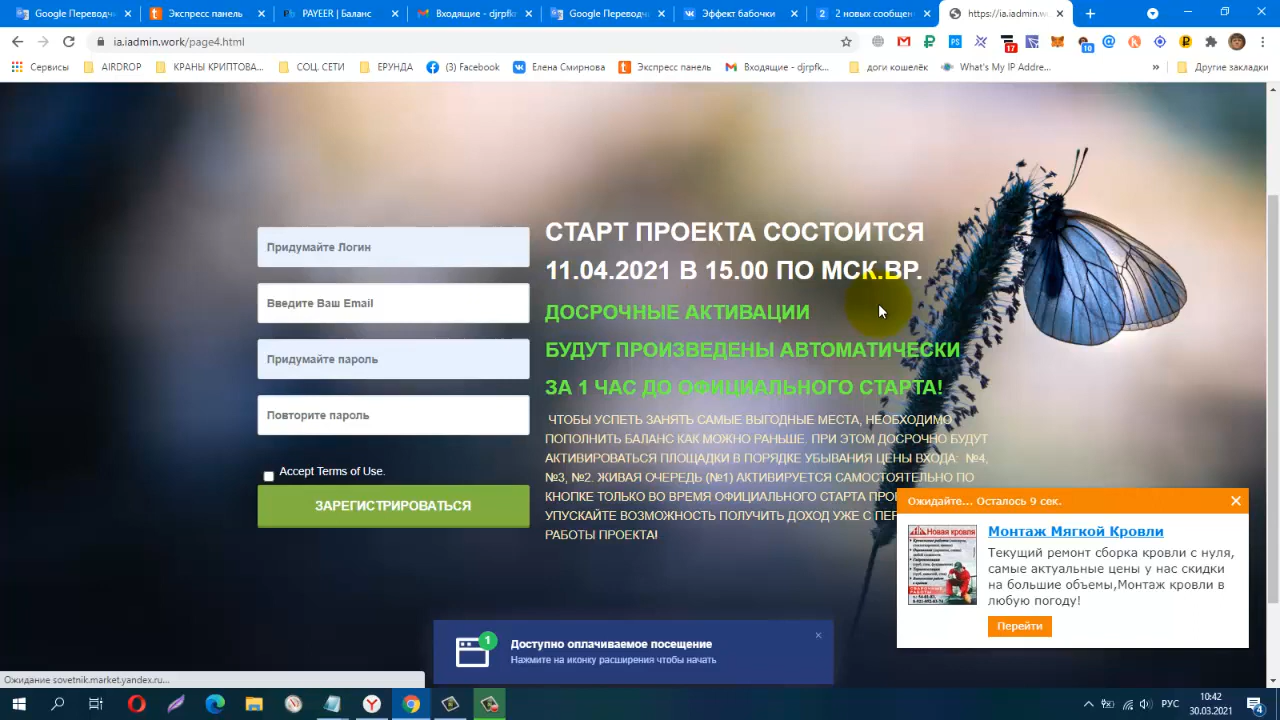 Google Переводч
Экспресс панель
PAYEER | Баланс
Входящие - djrpfk
Google Переводч
Эффект бабочки
2 новых сообщен
ia.iadmin.work
ia.iadmin.work/page4.html
17
10
Сервисы
AIRDROP
КРАНЫ КРИПТОВА...
СОЦ СЕТИ
ЕРУНДА
(3) Facebook
Елена Смирнова
Экспресс панель
Входящие - djrpfk...
доги кошелёк
What's My IP Addre...
»
Другие закладки
Придумайте Логин
Введите Ваш Email
Придумайте пароль
Повторите пароль
Accept Terms of Use.
ЗАРЕГИСТРИРОВАТЬСЯ
СТАРТ ПРОЕКТА СОСТОИТСЯ
11.04.2021 В 15.00 ПО МСК.ВР.
ДОСРОЧНЫЕ АКТИВАЦИИ
БУДУТ ПРОИЗВЕДЕНЫ АВТОМАТИЧЕСКИ
ЗА 1 ЧАС ДО ОФИЦИАЛЬНОГО СТАРТА!
ЧТОБЫ УСПЕТЬ ЗАНЯТЬ САМЫЕ ВЫГОДНЫЕ МЕСТА, НЕОБХОДИМО
ПОПОЛНИТЬ БАЛАНС КАК МОЖНО РАНЬШЕ. ПРИ ЭТОМ ДОСРОЧНО БУДУТ
АКТИВИРОВАТЬСЯ ПЛОЩАДКИ В ПОРЯДКЕ УБЫВАНИЯ ЦЕНЫ ВХОДА: №4,
№3, №2. ЖИВАЯ ОЧЕРЕДЬ (№1) АКТИВИРУЕТСЯ САМОСТОЯТЕЛЬНО ПО
КНОПКЕ ТОЛЬКО ВО ВРЕМЯ ОФИЦИАЛЬНОГО СТАРТА ПРО
УПУСКАЙТЕ ВОЗМОЖНОСТЬ ПОЛУЧИТЬ ДОХОД УЖЕ С ПЕР
РАБОТЫ ПРОЕКТА!
Ожидайте... Осталось 9 сек.
Новая кровля
Монтаж Мягкой Кровли
Текущий ремонт сборка кровли с нуля,
самые актуальные цены у нас скидки
на большие объемы,Монтаж кровли в
любую погоду!
Перейти
1
Доступно оплачиваемое посещение
Нажмите на иконку расширения чтобы начать
Ожидание sovetnik.market.yandex.ru...
РУС
10:42
30.03.2021
4